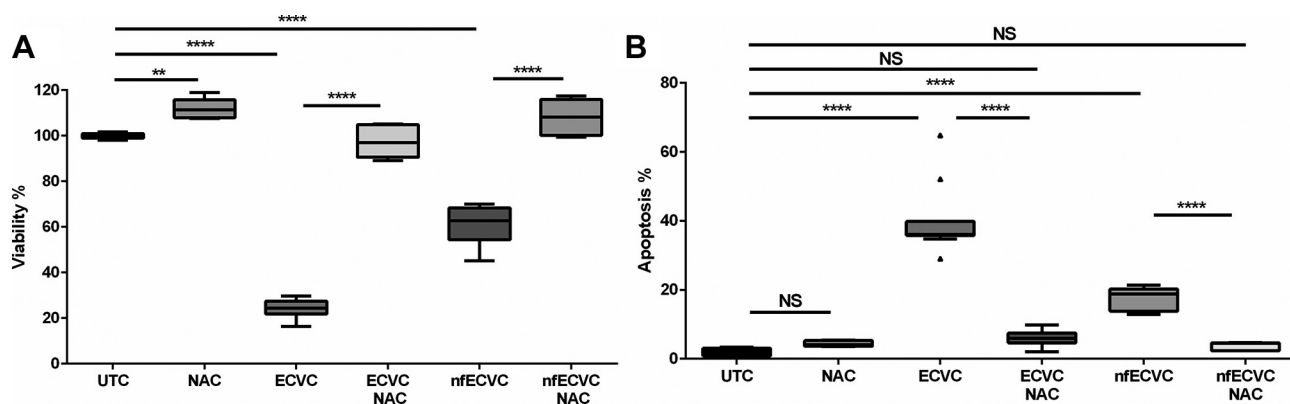 A
****
****
**
****
****
Viability %
120
100
80
60
40
20
0
UTC
NAC
ECVC
ECVC
NAC
nfECVC
nfECVC
NAC
B
NS
NS
****
****
****
****
NS
Apoptosis %
80
60
40
20
0
UTC
NAC
ECVC
ECVC
NAC
nfECVC
nfECVC
NAC